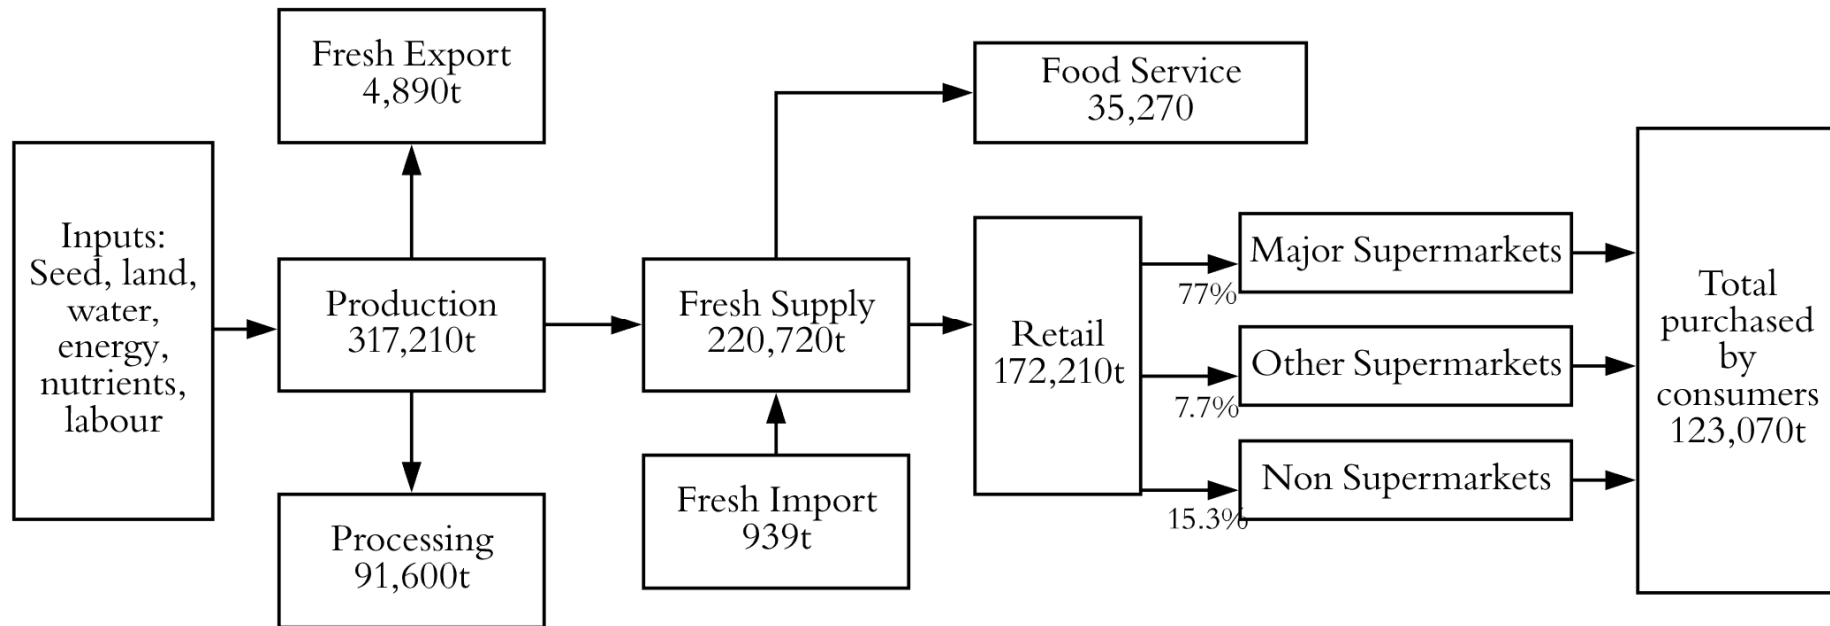 Fresh Export
4,890t
Food Service
35,270
Inputs:
Seed, land,
water,
energy,
nutrients,
labour
Production
317,210t
Fresh Supply
220,720t
Retail
172,210t
77%
7.7%
15.3%
Major Supermarkets
Other Supermarkets
Non Supermarkets
Total
purchased
by
consumers
123,070t
Processing
91,600t
Fresh Import
939t